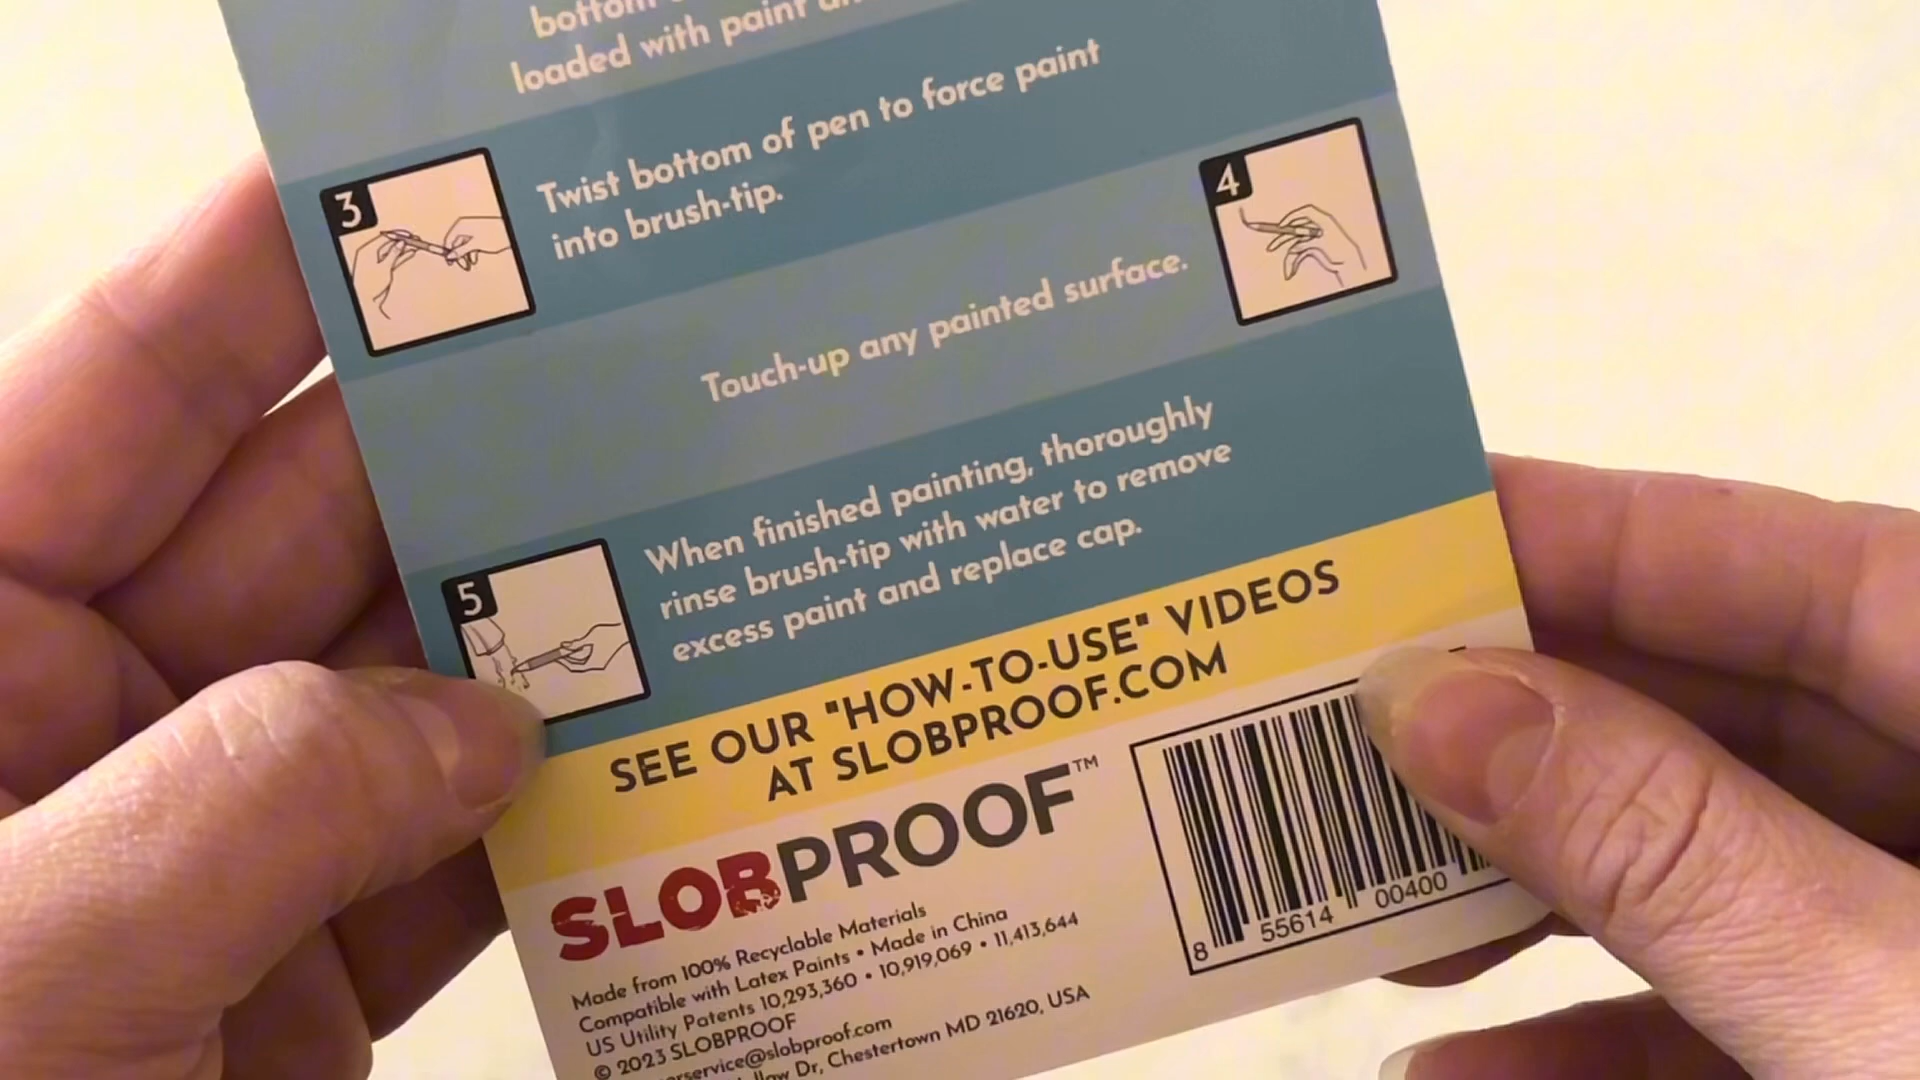 bottom
loaded with paint
3
Twist bottom of pen to force paint
into brush-tip.
4
Touch-up any painted surface.
5
When finished painting, thoroughly
rinse brush-tip with water to remove
excess paint and replace cap.
SEE OUR "HOW-TO-USE" VIDEOS
AT SLOBPROOF.COM
SLOBPROOF™
Made from 100% Recyclable Materials
Compatible with Latex Paints • Made in China
US Utility Patents 10,293,360 • 10,919,069 • 11,413,644
© 2023 SLOBPROOF
Dr, Chestertown MD 21620, USA
8 55614 00400